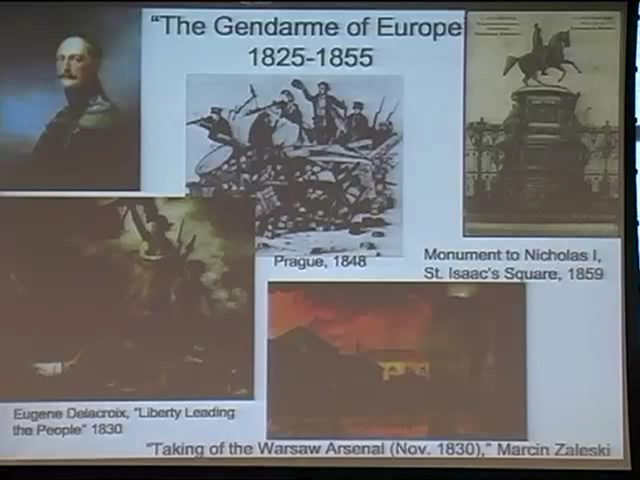 "The Gendarme of Europe
1825-1855
Prague, 1848
Monument to Nicholas I,
St. Isaac's Square, 1859
Eugene Delacroix, "Liberty Leading
the People" 1830
"Taking of the Warsaw Arsenal (Nov. 1830)," Marcin Zaleski